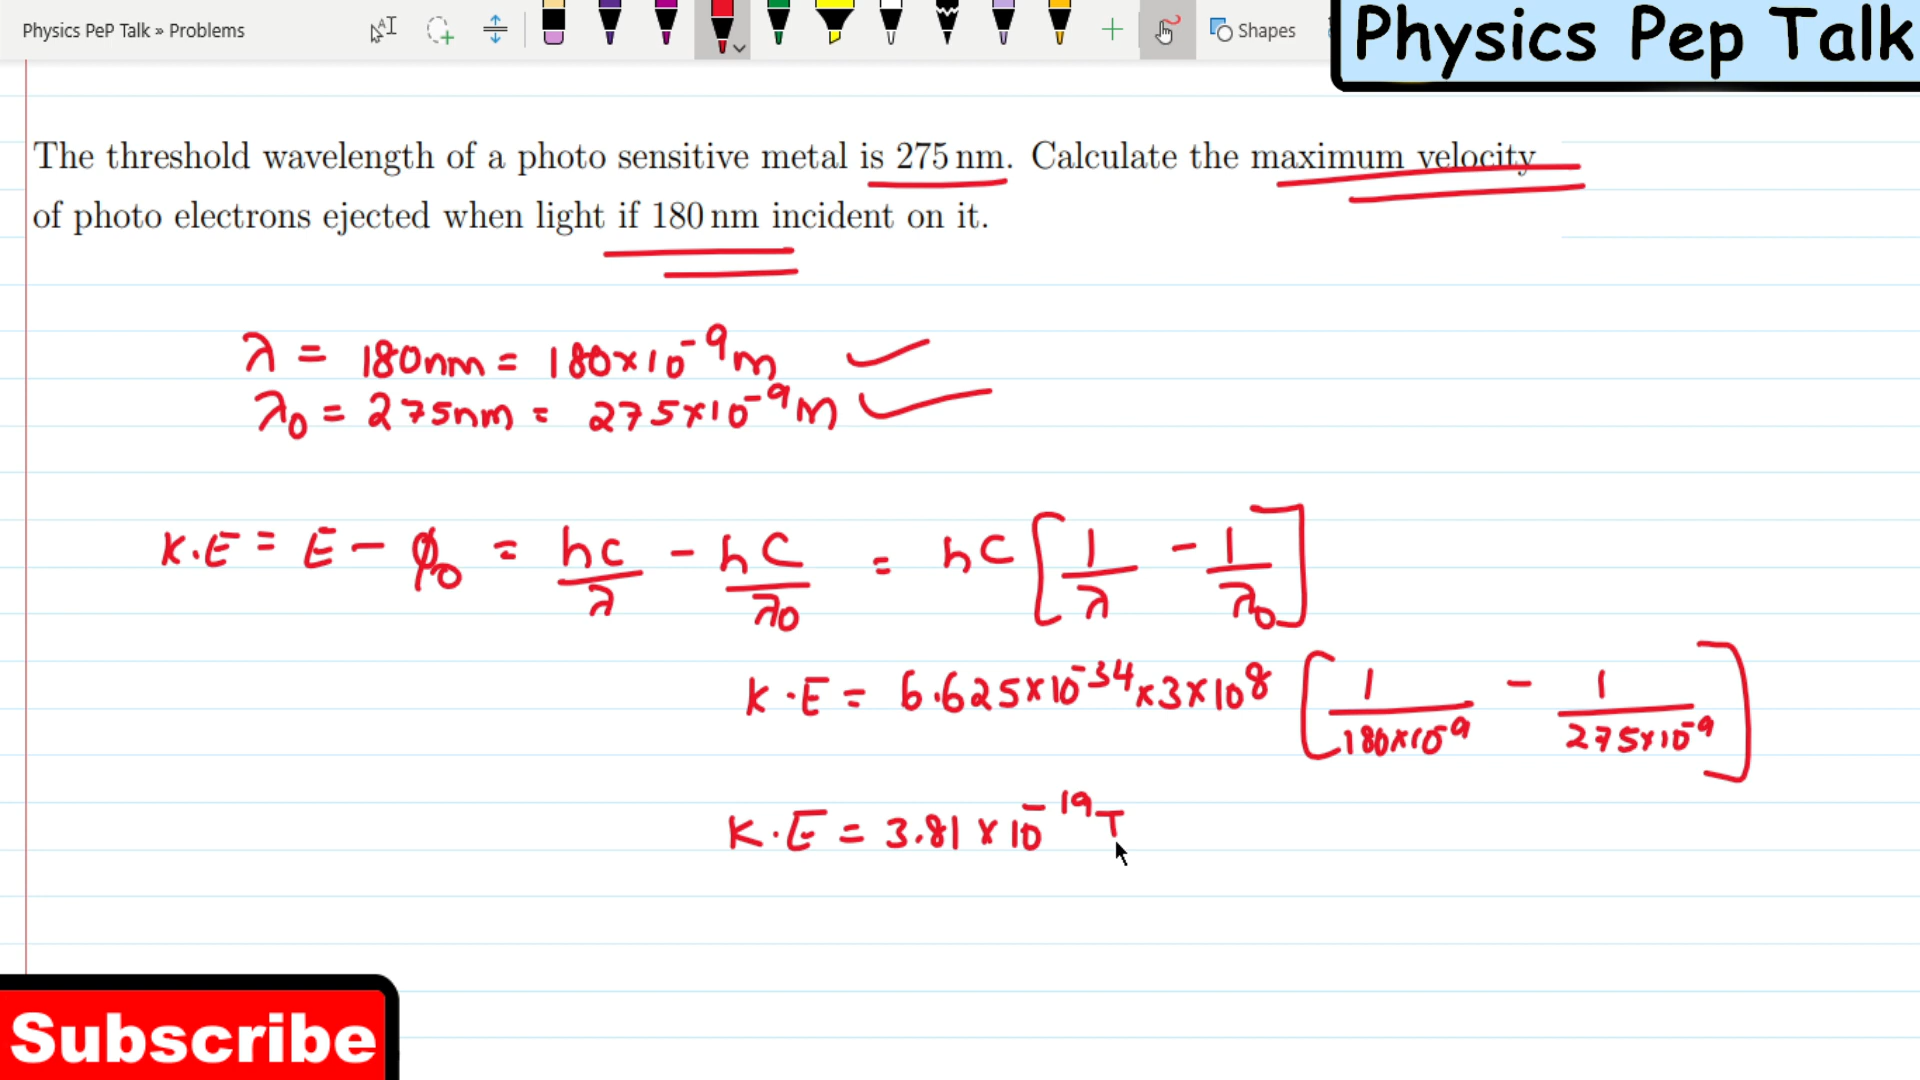 Physics PeP Talk » Problems
Shapes
Physics Pep Talk
The threshold wavelength of a photo sensitive metal is 275 nm. Calculate the maximum velocity
of photo electrons ejected when light if 180 nm incident on it.
λ = 180nm = 180×10⁻⁹m
λ₀ = 275nm = 275×10⁻⁹m
K.E = E − φ₀ = hc/λ − hC/λ₀ = hC [1/λ − 1/λ₀]
K.E = 6.625×10⁻³⁴×3×10⁸ [1/180×10⁻⁹ − 1/275×10⁻⁹]
K.E = 3.81×10⁻¹⁹J
Subscribe